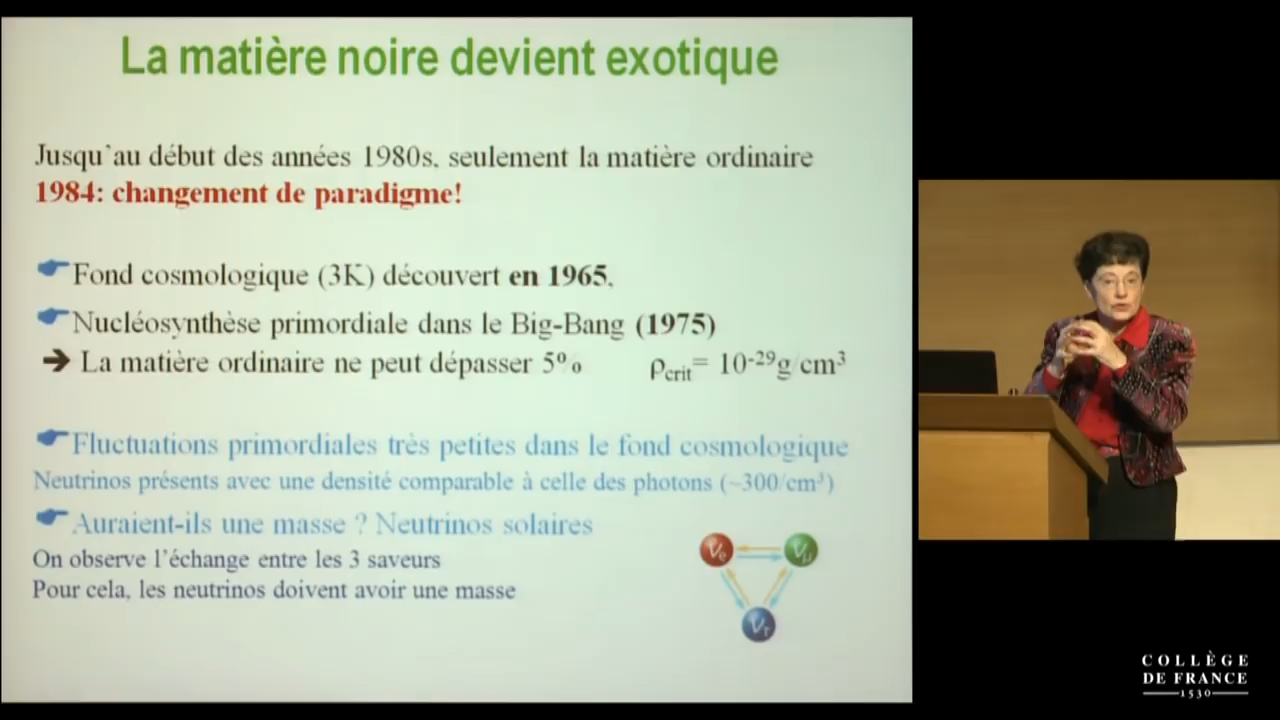 La matière noire devient exotique
Jusqu'au début des années 1980s, seulement la matière ordinaire
1984: changement de paradigme!
Fond cosmologique (3K) découvert en 1965,
Nucléosynthèse primordiale dans le Big-Bang (1975)
➔ La matière ordinaire ne peut dépasser 5% ρcrit= 10⁻²⁹g/cm³
Fluctuations primordiales très petites dans le fond cosmologique
Neutrinos présents avec une densité comparable à celle des photons (~300/cm³)
Auraient-ils une masse ? Neutrinos solaires
On observe l'échange entre les 3 saveurs
Pour cela, les neutrinos doivent avoir une masse
νe νμ
ντ
COLLÈGE
DE FRANCE
1530